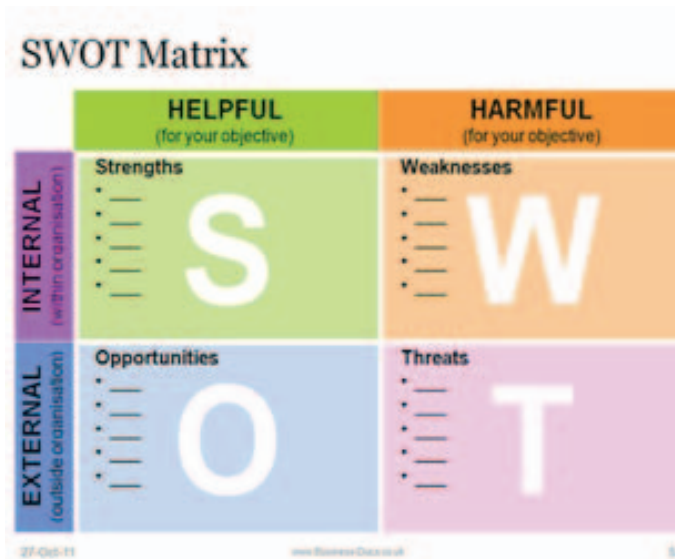 SWOT Matrix
HELPFUL
(for your objective)
HARMFUL
(for your objective)
INTERNAL
(within organisation)
Strengths
S
Weaknesses
W
EXTERNAL
(outside organisation)
Opportunities
O
Threats
T
27-Oct-11